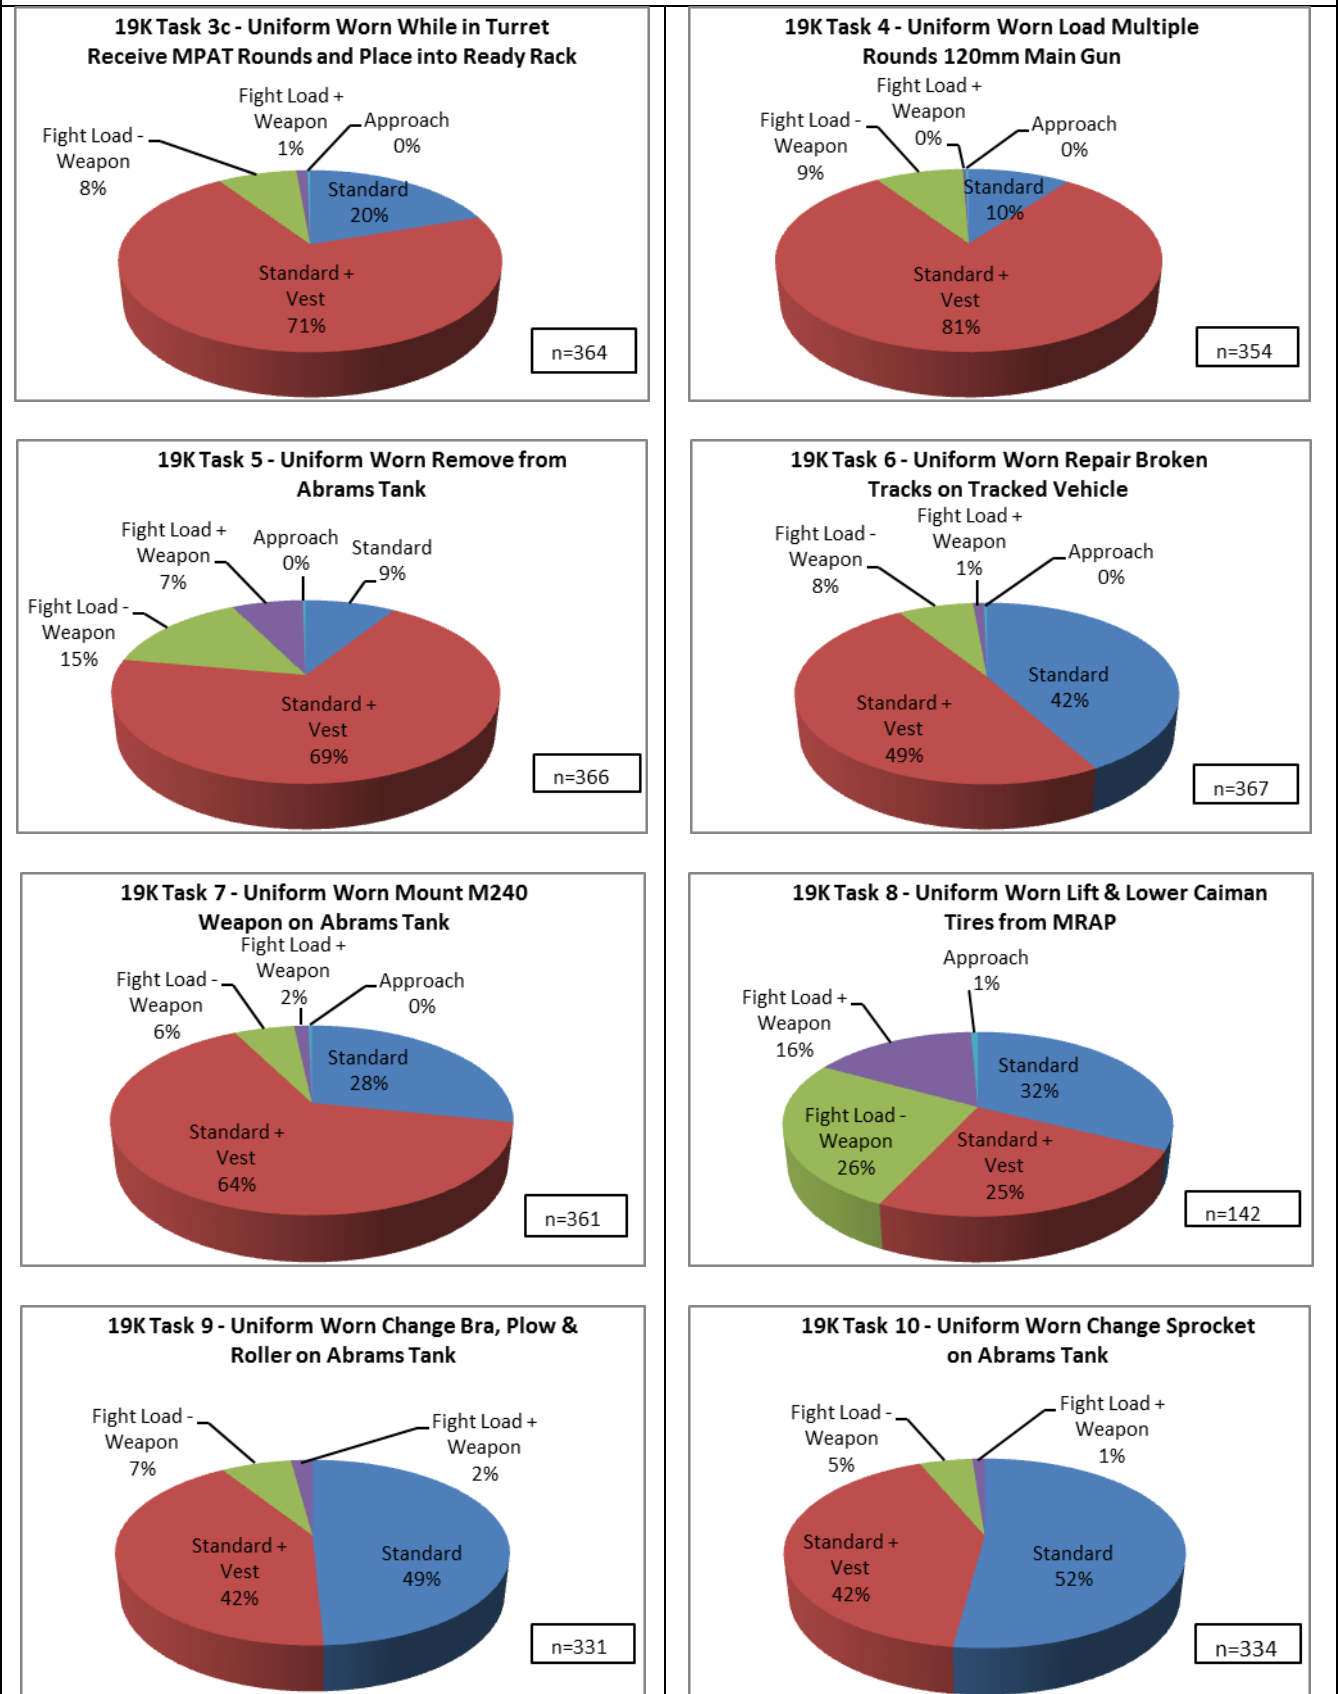 19K Task 3c - Uniform Worn While in Turret
Receive MPAT Rounds and Place into Ready Rack
Fight Load +
Weapon
1%
Approach
0%
Fight Load -
Weapon
8%
Standard
20%
Standard +
Vest
71%
n=364
19K Task 4 - Uniform Worn Load Multiple
Rounds 120mm Main Gun
Fight Load +
Weapon
0%
Approach
0%
Fight Load -
Weapon
9%
Standard
10%
Standard +
Vest
81%
n=354
19K Task 5 - Uniform Worn Remove from
Abrams Tank
Fight Load +
Weapon
7%
Approach
0%
Standard
9%
Fight Load -
Weapon
15%
Standard +
Vest
69%
n=366
19K Task 6 - Uniform Worn Repair Broken
Tracks on Tracked Vehicle
Fight Load +
Weapon
1%
Fight Load -
Weapon
8%
Approach
0%
Standard
42%
Standard +
Vest
49%
n=367
19K Task 7 - Uniform Worn Mount M240
Weapon on Abrams Tank
Fight Load +
Weapon
2%
Fight Load -
Weapon
6%
Approach
0%
Standard
28%
Standard +
Vest
64%
n=361
19K Task 8 - Uniform Worn Lift & Lower Caiman
Tires from MRAP
Approach
1%
Fight Load +
Weapon
16%
Standard
32%
Fight Load -
Weapon
26%
Standard +
Vest
25%
n=142
19K Task 9 - Uniform Worn Change Bra, Plow &
Roller on Abrams Tank
Fight Load -
Weapon
7%
Fight Load +
Weapon
2%
Standard +
Vest
42%
Standard
49%
n=331
19K Task 10 - Uniform Worn Change Sprocket
on Abrams Tank
Fight Load -
Weapon
5%
Fight Load +
Weapon
1%
Standard +
Vest
42%
Standard
52%
n=334